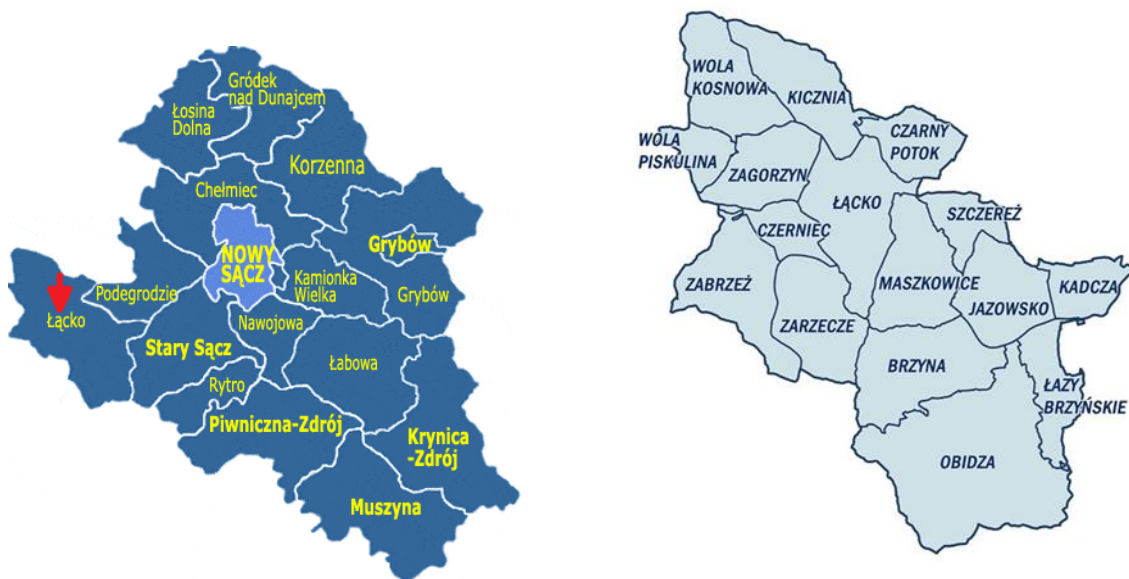 Gródek
nad Dunajcem
Łosina
Dolna
Korzenna
Chełmiec
Grybów
NOWY
SĄCZ
Kamionka
Wielka
Grybów
Podegrodzie
Łącko
Nawojowa
Stary Sącz
Łabowa
Rytro
Piwniczna-Zdrój
Krynica
-Zdrój
Muszyna
WOLA
KOSNOWA
KICZNIA
CZARNY
POTOK
WOLA
PISKULINA
ZAGORZYN
ŁĄCKO
SZCZEREŻ
CZERNIEC
ZABRZEŻ
MASZKOWICE
KADCZA
JAZOWSKO
ZARZECZE
BRZYNA
ŁAZY
BRZYŃSKIE
OBIDZA